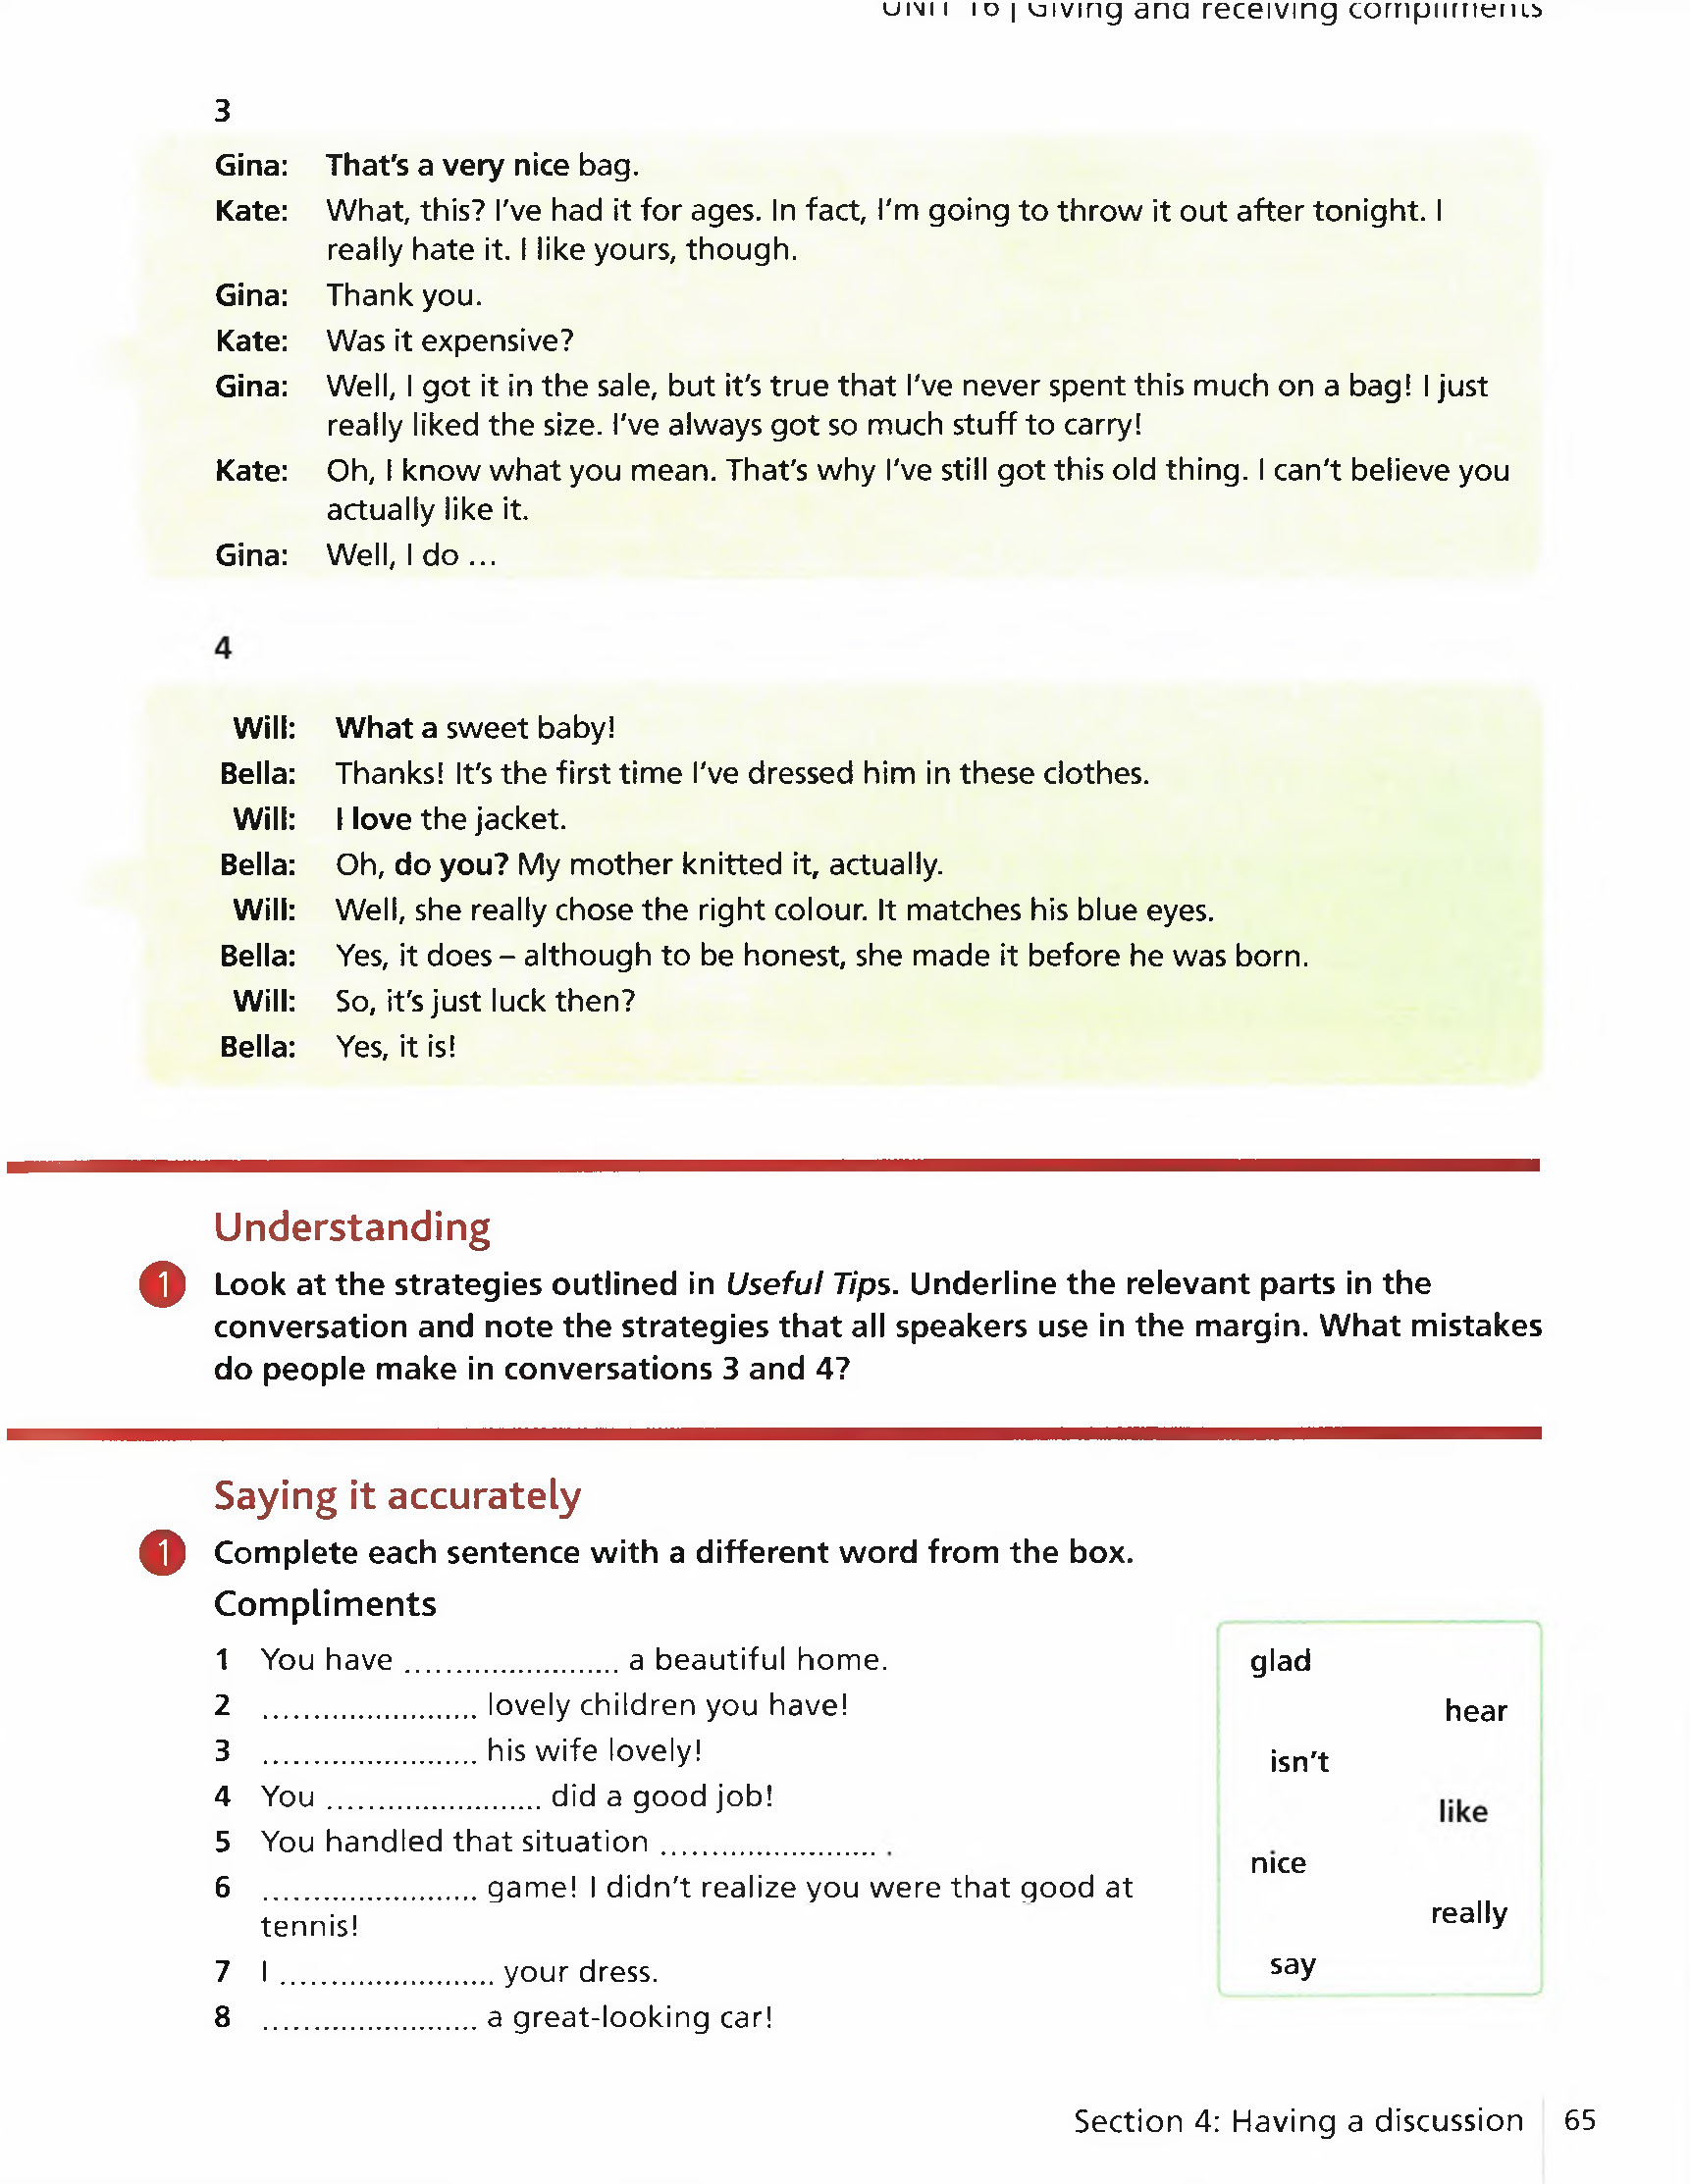 UNIT 16 | Giving and receiving compliments
3
Gina: That's a very nice bag.
Kate: What, this? I've had it for ages. In fact, I'm going to throw it out after tonight. I
really hate it. I like yours, though.
Gina: Thank you.
Kate: Was it expensive?
Gina: Well, I got it in the sale, but it's true that I've never spent this much on a bag! I just
really liked the size. I've always got so much stuff to carry!
Kate: Oh, I know what you mean. That's why I've still got this old thing. I can't believe you
actually like it.
Gina: Well, I do ...
4
Will: What a sweet baby!
Bella: Thanks! It's the first time I've dressed him in these clothes.
Will: I love the jacket.
Bella: Oh, do you? My mother knitted it, actually.
Will: Well, she really chose the right colour. It matches his blue eyes.
Bella: Yes, it does – although to be honest, she made it before he was born.
Will: So, it's just luck then?
Bella: Yes, it is!
Understanding
1 Look at the strategies outlined in Useful Tips. Underline the relevant parts in the
conversation and note the strategies that all speakers use in the margin. What mistakes
do people make in conversations 3 and 4?
Saying it accurately
1 Complete each sentence with a different word from the box.
Compliments
1 You have ........................ a beautiful home.
2 ........................ lovely children you have!
3 ........................ his wife lovely!
4 You ........................ did a good job!
5 You handled that situation ........................ .
6 ........................ game! I didn't realize you were that good at
tennis!
7 I ........................ your dress.
8 ........................ a great-looking car!
glad
hear
isn't
like
nice
really
say
Section 4: Having a discussion 65